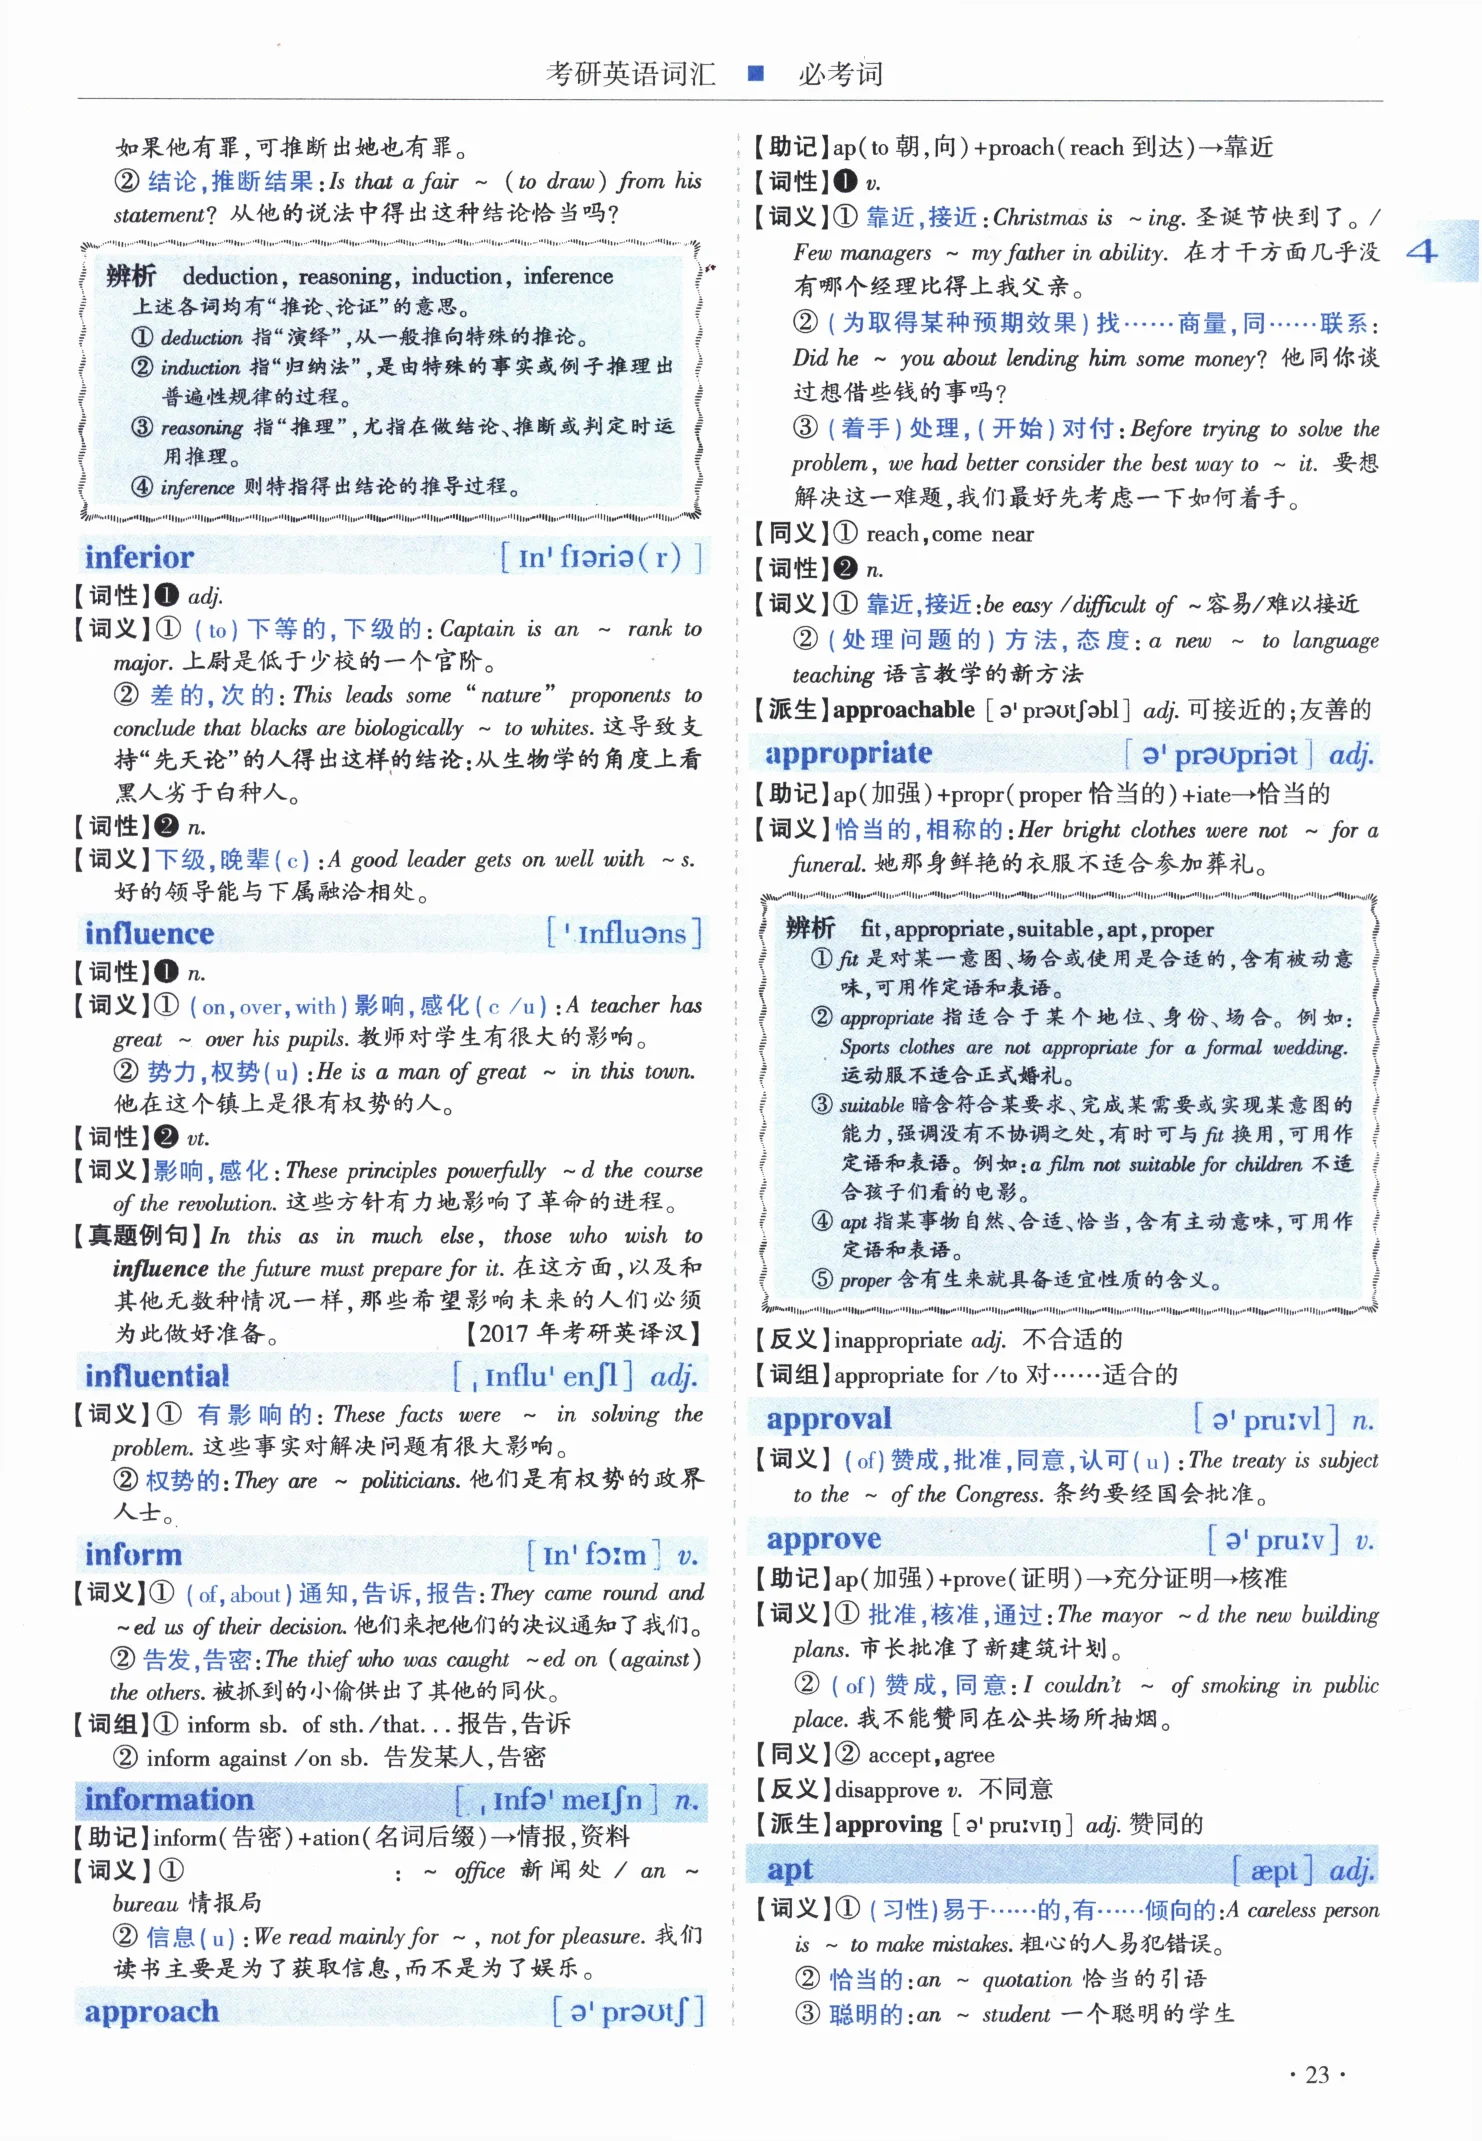 考研英语词汇 ■ 必考词
如果他有罪,可推断出她也有罪。
② 结论,推断结果:Is that a fair ~ (to draw) from his
statement? 从他的说法中得出这种结论恰当吗?
辨析 deduction, reasoning, induction, inference
上述各词均有“推论、论证”的意思。
① deduction 指“演绎”,从一般推向特殊的推论。
② induction 指“归纳法”,是由特殊的事实或例子推理出
普遍性规律的过程。
③ reasoning 指“推理”,尤指在做结论、推断或判定时运
用推理。
④ inference 则特指得出结论的推导过程。
inferior [ɪnˈfɪəriə(r)]
【词性】❶ adj.
【词义】① (to)下等的,下级的:Captain is an ~ rank to
major. 上尉是低于少校的一个官阶。
② 差的,次的:This leads some “nature” proponents to
conclude that blacks are biologically ~ to whites. 这导致支
持“先天论”的人得出这样的结论:从生物学的角度上看
黑人劣于白种人。
【词性】❷ n.
【词义】下级,晚辈(c):A good leader gets on well with ~s.
好的领导能与下属融洽相处。
influence [ˈɪnfluəns]
【词性】❶ n.
【词义】① (on,over,with)影响,感化(c/u):A teacher has
great ~ over his pupils. 教师对学生有很大的影响。
② 势力,权势(u):He is a man of great ~ in this town.
他在这个镇上是很有权势的人。
【词性】❷ vt.
【词义】影响,感化:These principles powerfully ~d the course
of the revolution. 这些方针有力地影响了革命的进程。
【真题例句】In this as in much else, those who wish to
influence the future must prepare for it. 在这方面,以及和
其他无数种情况一样,那些希望影响未来的人们必须
为此做好准备。 【2017年考研英译汉】
influential [ˌɪnfluˈenʃl] adj.
【词义】① 有影响的:These facts were ~ in solving the
problem. 这些事实对解决问题有很大影响。
② 权势的:They are ~ politicians. 他们是有权势的政界
人士。
inform [ɪnˈfɔːm] v.
【词义】① (of,about)通知,告诉,报告:They came round and
~ed us of their decision. 他们来把他们的决议通知了我们。
② 告发,告密:The thief who was caught ~ed on (against)
the others. 被抓到的小偷供出了其他的同伙。
【词组】① inform sb. of sth./that... 报告,告诉
② inform against/on sb. 告发某人,告密
information [ˌɪnfəˈmeɪʃn] n.
【助记】inform(告密)+ation(名词后缀)→情报,资料
【词义】① : ~ office 新闻处 / an ~
bureau 情报局
② 信息(u):We read mainly for ~, not for pleasure. 我们
读书主要是为了获取信息,而不是为了娱乐。
approach [əˈprəʊtʃ]
【助记】ap(to 朝,向)+proach(reach 到达)→靠近
【词性】❶ v.
【词义】① 靠近,接近:Christmas is ~ing. 圣诞节快到了。/
Few managers ~ my father in ability. 在才干方面几乎没
有哪个经理比得上我父亲。
② (为取得某种预期效果)找……商量,同……联系:
Did he ~ you about lending him some money? 他同你谈
过想借些钱的事吗?
③ (着手)处理,(开始)对付:Before trying to solve the
problem, we had better consider the best way to ~ it. 要想
解决这一难题,我们最好先考虑一下如何着手。
【同义】① reach,come near
【词性】❷ n.
【词义】① 靠近,接近:be easy/difficult of ~容易/难以接近
② (处理问题的)方法,态度:a new ~ to language
teaching 语言教学的新方法
【派生】approachable [əˈprəʊtʃəbl] adj. 可接近的;友善的
appropriate [əˈprəʊpriət] adj.
【助记】ap(加强)+propr(proper 恰当的)+iate→恰当的
【词义】恰当的,相称的:Her bright clothes were not ~ for a
funeral. 她那身鲜艳的衣服不适合参加葬礼。
辨析 fit,appropriate,suitable,apt,proper
① fit 是对某一意图、场合或使用是合适的,含有被动意
味,可用作定语和表语。
② appropriate 指适合于某个地位、身份、场合。例如:
Sports clothes are not appropriate for a formal wedding.
运动服不适合正式婚礼。
③ suitable 暗含符合某要求、完成某需要或实现某意图的
能力,强调没有不协调之处,有时可与 fit 换用,可用作
定语和表语。例如:a film not suitable for children 不适
合孩子们看的电影。
④ apt 指某事物自然、合适、恰当,含有主动意味,可用作
定语和表语。
⑤ proper 含有生来就具备适宜性质的含义。
【反义】inappropriate adj. 不合适的
【词组】appropriate for/to 对……适合的
approval [əˈpruːvl] n.
【词义】(of)赞成,批准,同意,认可(u):The treaty is subject
to the ~ of the Congress. 条约要经国会批准。
approve [əˈpruːv] v.
【助记】ap(加强)+prove(证明)→充分证明→核准
【词义】① 批准,核准,通过:The mayor ~d the new building
plans. 市长批准了新建筑计划。
② (of)赞成,同意:I couldn't ~ of smoking in public
place. 我不能赞同在公共场所抽烟。
【同义】② accept,agree
【反义】disapprove v. 不同意
【派生】approving [əˈpruːvɪŋ] adj. 赞同的
apt [æpt] adj.
【词义】① (习性)易于……的,有……倾向的:A careless person
is ~ to make mistakes. 粗心的人易犯错误。
② 恰当的:an ~ quotation 恰当的引语
③ 聪明的:an ~ student 一个聪明的学生
4
·23·